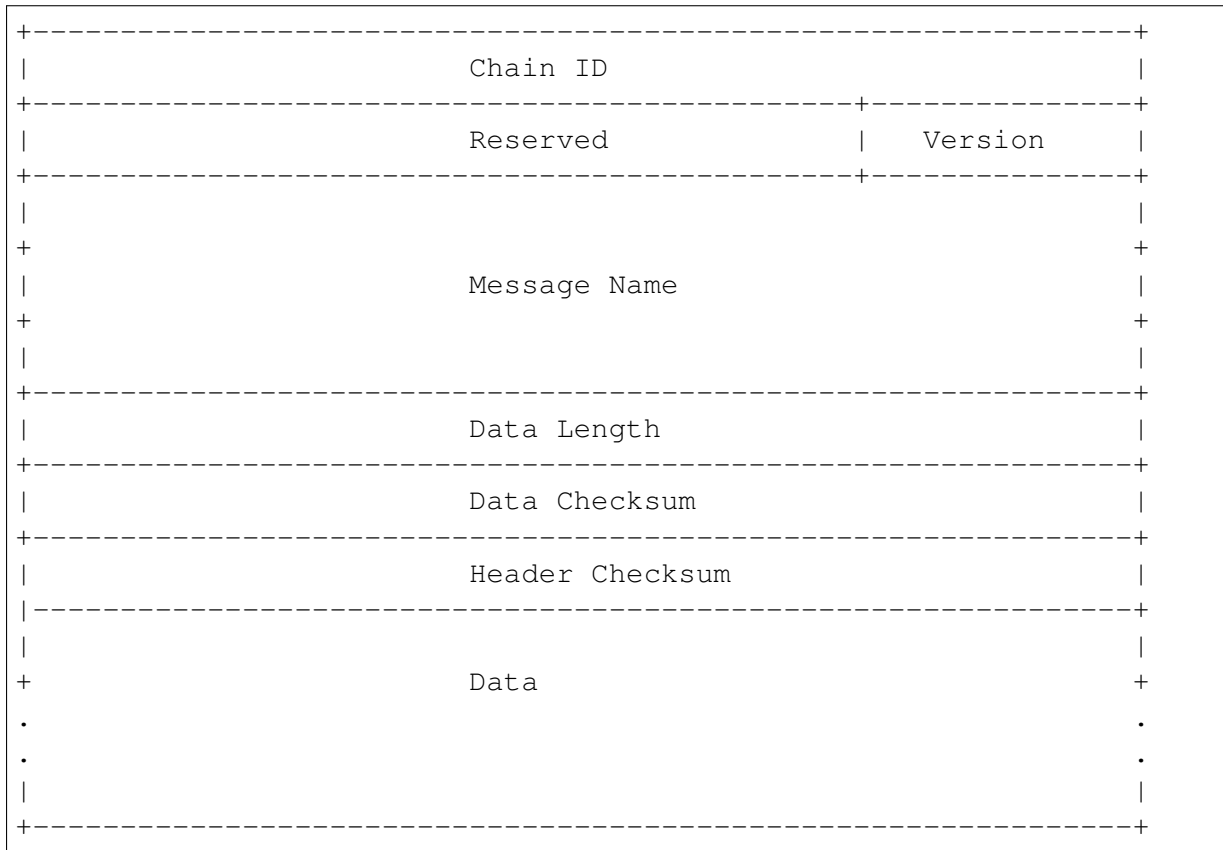 Chain ID
Reserved | Version
Message Name
Data Length
Data Checksum
Header Checksum
Data